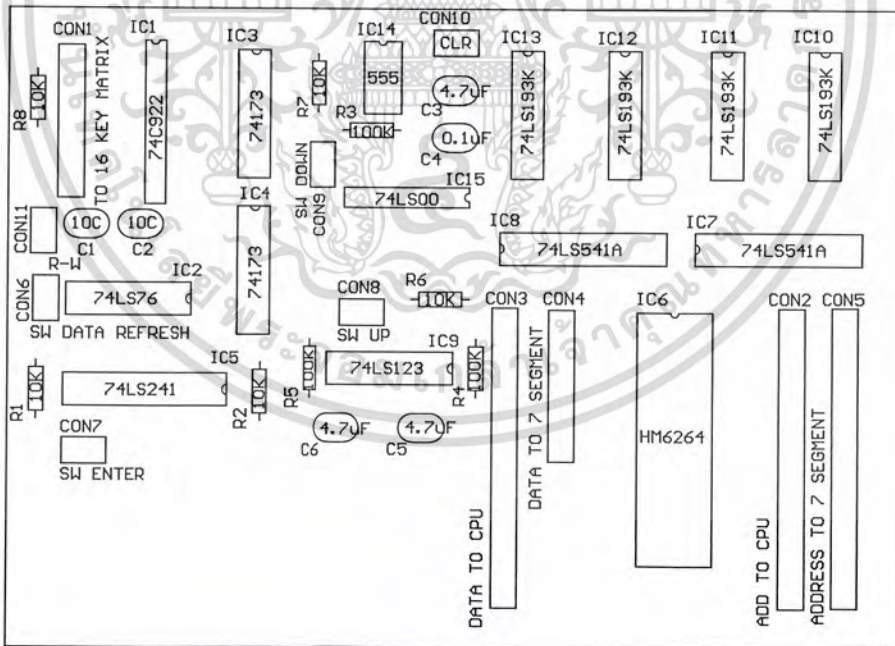 CON1
IC1
IC3
IC14
CON10
CLR
IC13
IC12
IC11
IC10
R8
10K
TO 16 KEY MATRIX
74C922
74173
R7
10K
555
R3
100K
4.7uF
C3
0.1uF
C4
74LS193K
74LS193K
74LS193K
74LS193K
CON11
R-W
10C
C1
10C
C2
IC4
74173
SW DOWN
CON9
IC15
74LS00
IC8
74LS541A
IC7
74LS541A
CON6
IC2
74LS76
SW DATA REFRESH
CON8
SW UP
R6
10K
CON3
CON4
IC6
CON2
CON5
R1
10K
IC5
74LS241
R2
10K
R5
100K
IC9
74LS123
R4
100K
CON7
SW ENTER
4.7uF
C6
4.7uF
C5
DATA TO CPU
DATA TO 7 SEGMENT
HM6264
ADD TO CPU
ADDRESS TO 7 SEGMENT